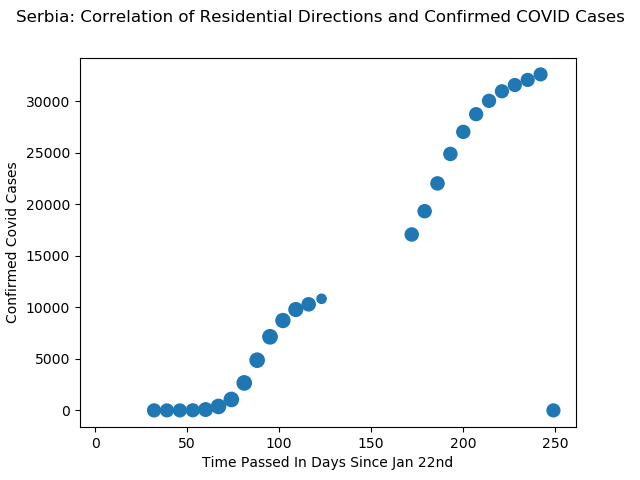 Serbia: Correlation of Residential Directions and Confirmed COVID Cases
Confirmed Covid Cases
30000
25000
20000
15000
10000
5000
0
0 50 100 150 200 250
Time Passed In Days Since Jan 22nd